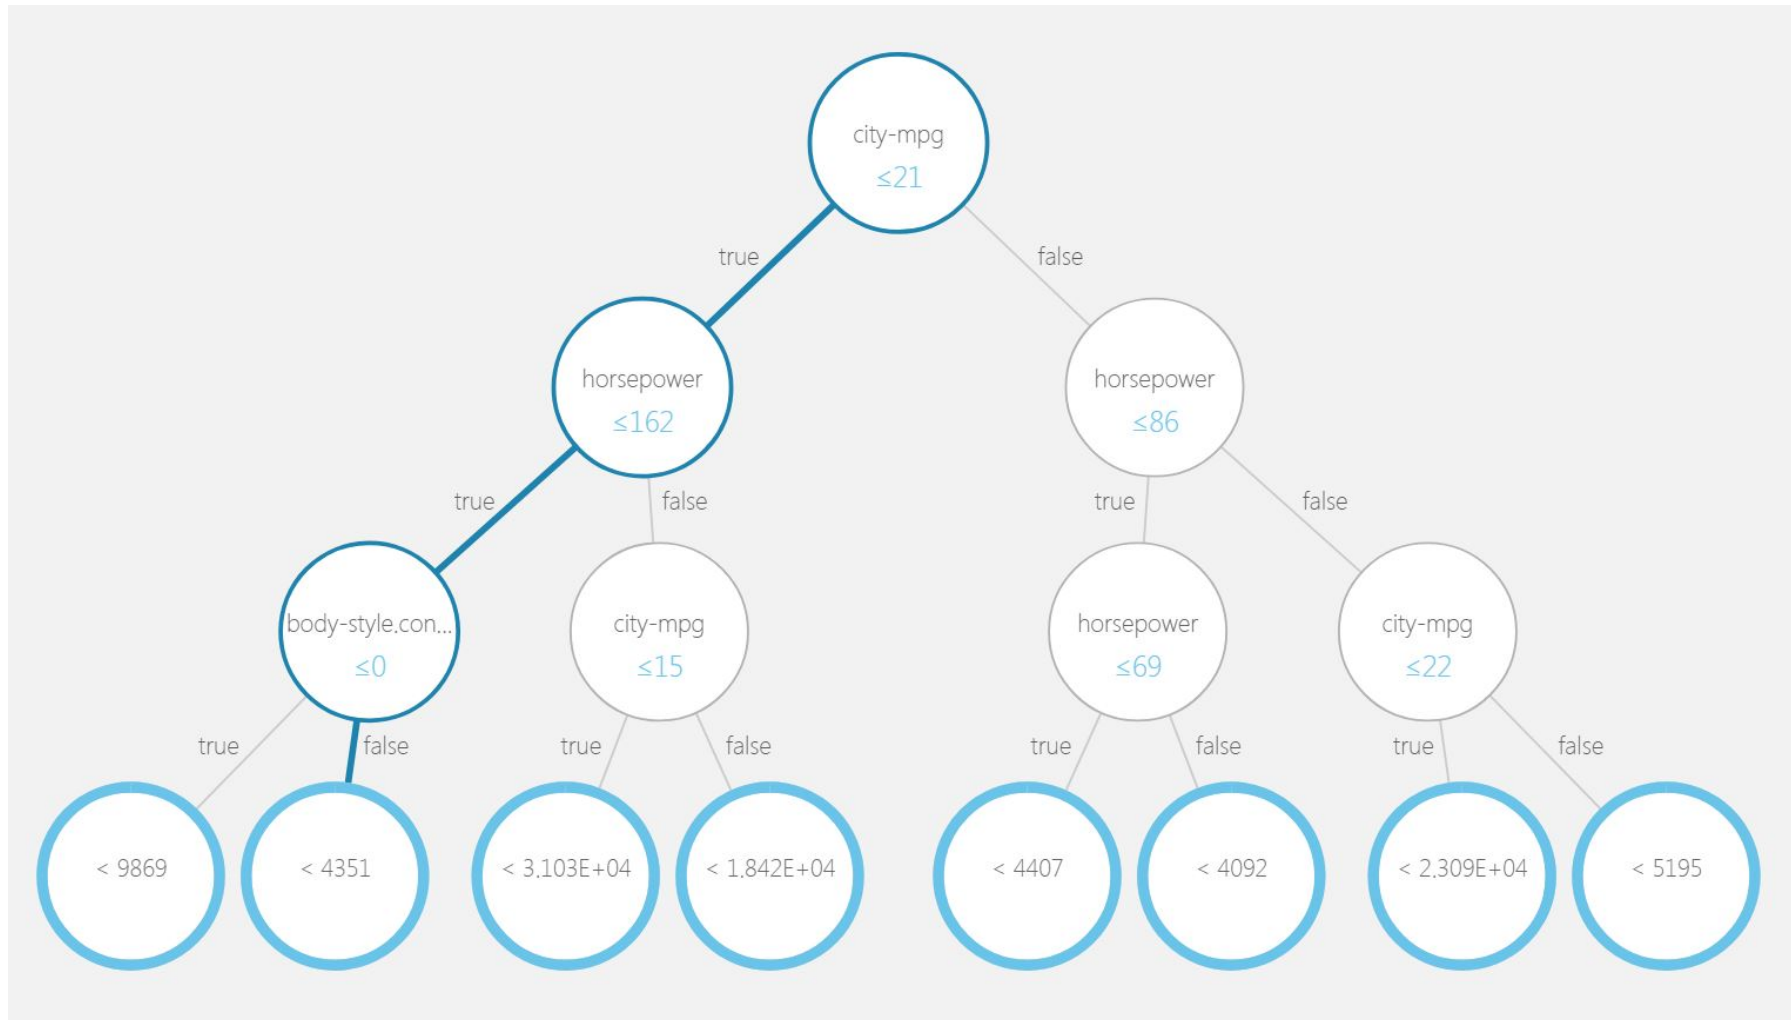 city-mpg
≤21
true
false
horsepower
≤162
horsepower
≤86
true
false
true
false
body-style.con...
≤0
city-mpg
≤15
horsepower
≤69
city-mpg
≤22
true
false
true
false
true
false
true
false
< 9869
< 4351
< 3.103E+04
< 1.842E+04
< 4407
< 4092
< 2.309E+04
< 5195